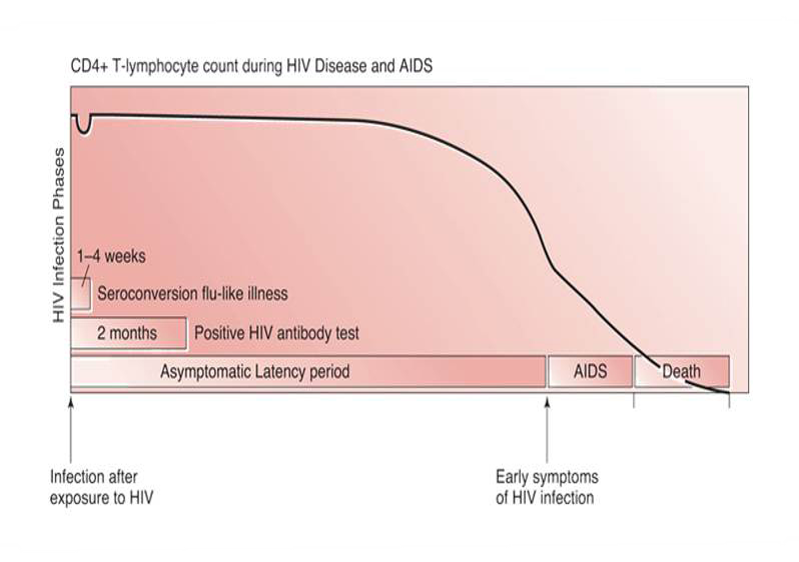 CD4+ T-lymphocyte count during HIV Disease and AIDS
HIV Infection Phases
1–4 weeks
Seroconversion flu-like illness
2 months
Positive HIV antibody test
Asymptomatic Latency period
AIDS
Death
Infection after
exposure to HIV
Early symptoms
of HIV infection